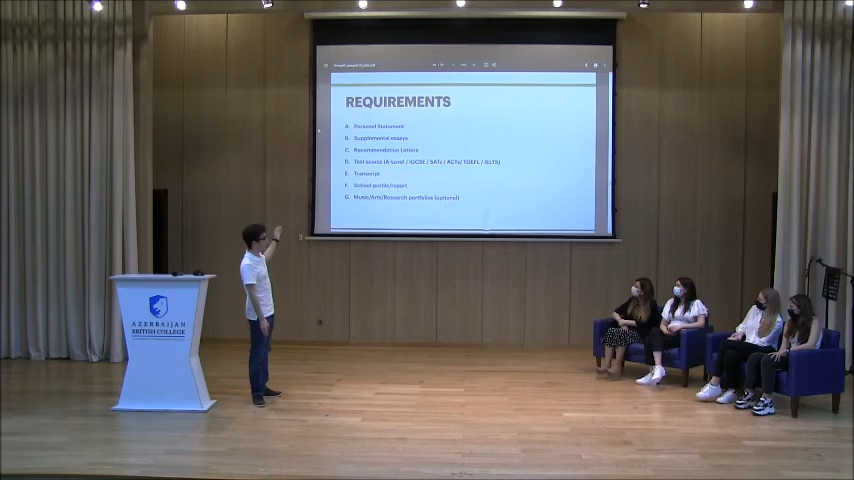 REQUIREMENTS
A. Personal Statement
B. Supplemental essays
C. Recommendation Letters
D. Test scores (A-Level / IGCSE / SATs / ACTs/ TOEFL / IELTS)
E. Transcript
F. School profile/report
G. Music/Arts/Research portfolios (optional)
AZERBAIJAN
BRITISH COLLEGE